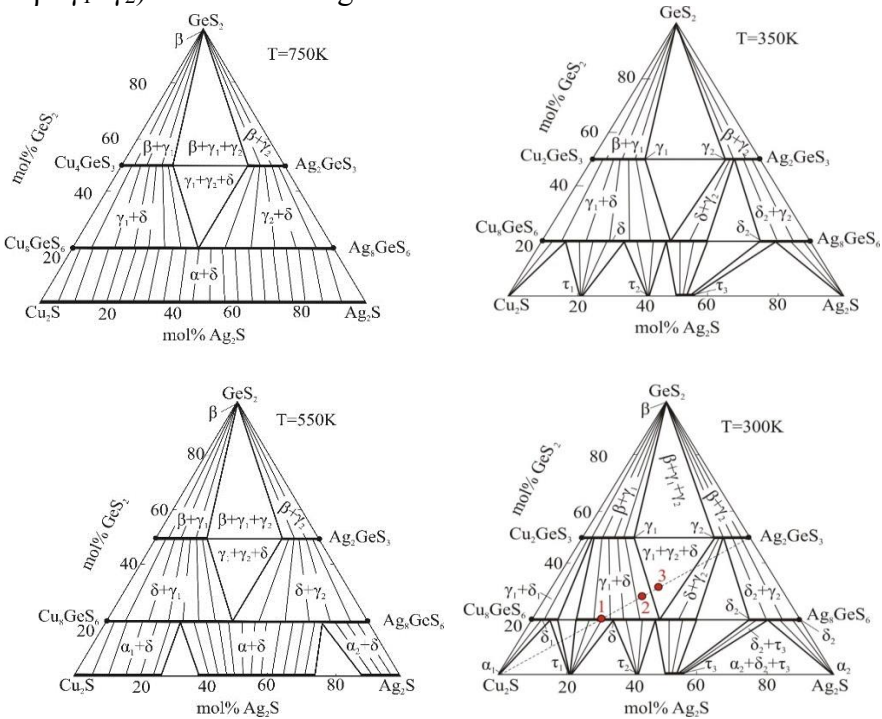 GeS₂
β
T=750K
80
mol% GeS₂
60
β+γ₁
β+γ₁+γ₂
β+γ₂
Cu₄GeS₃
Ag₂GeS₃
γ₁+γ₂+δ
40
γ₁+δ
γ₂+δ
Cu₈GeS₆
Ag₈GeS₆
20
α+δ
Cu₂S
20
40
60
80
Ag₂S
mol% Ag₂S
GeS₂
T=350K
80
mol% GeS₂
60
β+γ₁
γ₁
γ₂
β+γ₂
Cu₂GeS₃
Ag₂GeS₃
40
γ₁+δ
δ+γ₂
δ₂+γ₂
Cu₈GeS₆
δ
δ₂
Ag₈GeS₆
20
τ₁
τ₂
τ₃
Cu₂S
20
40
60
80
Ag₂S
mol% Ag₂S
GeS₂
β
T=550K
80
mol% GeS₂
60
β+γ₁
β+γ₁+γ₂
β+γ₂
Ag₂GeS₃
40
γ₁+γ₂+δ
δ+γ₁
δ+γ₂
Cu₈GeS₆
Ag₈GeS₆
20
α₁+δ
α+δ
α₂+δ
Cu₂S
20
40
60
80
Ag₂S
mol% Ag₂S
GeS₂
β
T=300K
80
mol% GeS₂
60
β+γ₁
β+γ₁+γ₂
β+γ₂
Cu₂GeS₃
γ₁
γ₂
Ag₂GeS₃
40
γ₁+γ₂+δ
γ₁+δ₁
γ₁+δ
3
2
1
δ+γ₂
δ₂+γ₂
Cu₈GeS₆
Ag₈GeS₆
20
δ₁
δ
δ₂
δ₂
δ₂+τ₃
α₁
τ₁
τ₂
τ₃
α₂+δ₂+τ₃
α₂
Cu₂S
20
40
60
80
Ag₂S
mol% Ag₂S